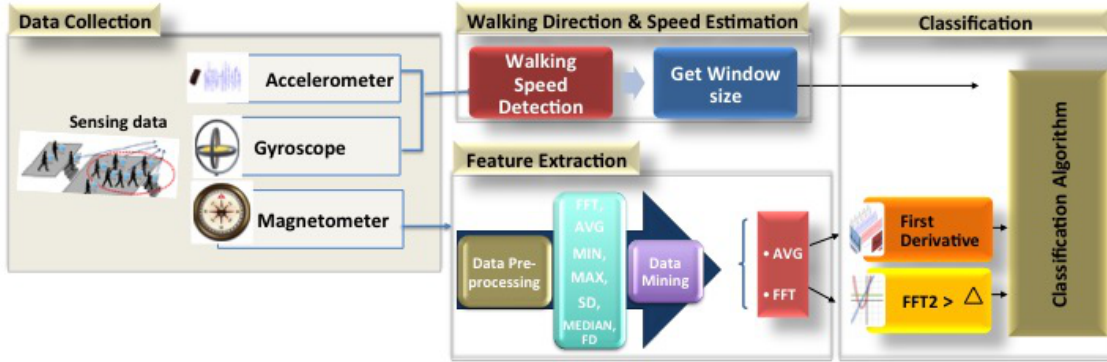 Data Collection
Sensing data
Accelerometer
Gyroscope
Magnetometer
Walking Direction & Speed Estimation
Walking
Speed
Detection
Get Window
size
Feature Extraction
Data Pre-
processing
FFT,
AVG
MIN,
MAX,
SD,
MEDIAN,
FD
Data
Mining
• AVG
• FFT
Classification
First
Derivative
FFT2 > △
Classification Algorithm